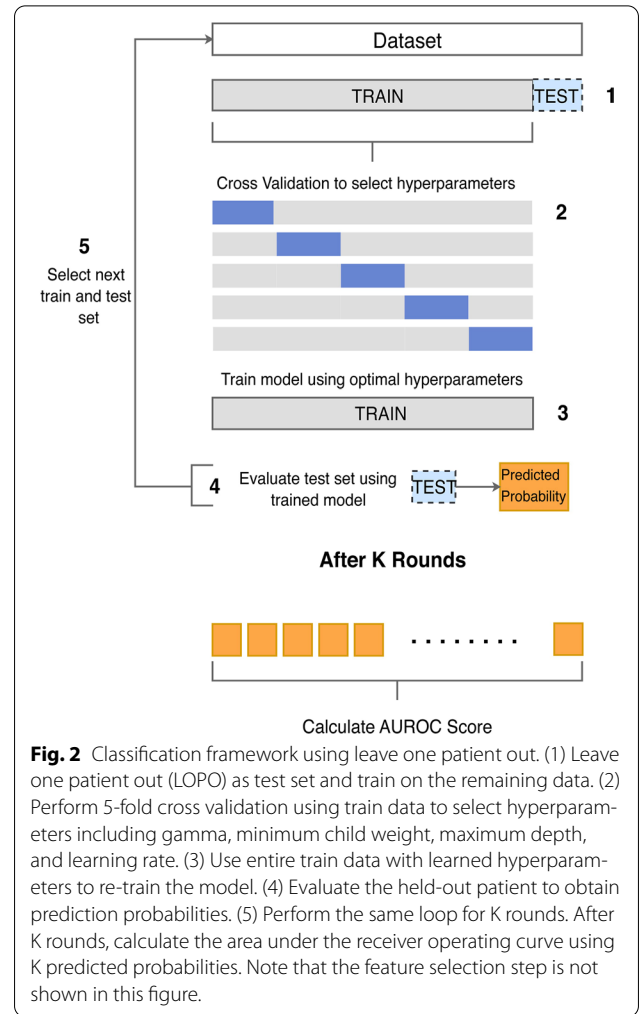 Dataset
TRAIN
TEST
1
Cross Validation to select hyperparameters
2
5
Select next
train and test
set
Train model using optimal hyperparameters
TRAIN
3
4
Evaluate test set using
trained model
TEST
Predicted
Probability
After K Rounds
. . . . . . . .
Calculate AUROC Score
Fig. 2 Classification framework using leave one patient out. (1) Leave
one patient out (LOPO) as test set and train on the remaining data. (2)
Perform 5-fold cross validation using train data to select hyperparam-
eters including gamma, minimum child weight, maximum depth,
and learning rate. (3) Use entire train data with learned hyperparam-
eters to re-train the model. (4) Evaluate the held-out patient to obtain
prediction probabilities. (5) Perform the same loop for K rounds. After
K rounds, calculate the area under the receiver operating curve using
K predicted probabilities. Note that the feature selection step is not
shown in this figure.